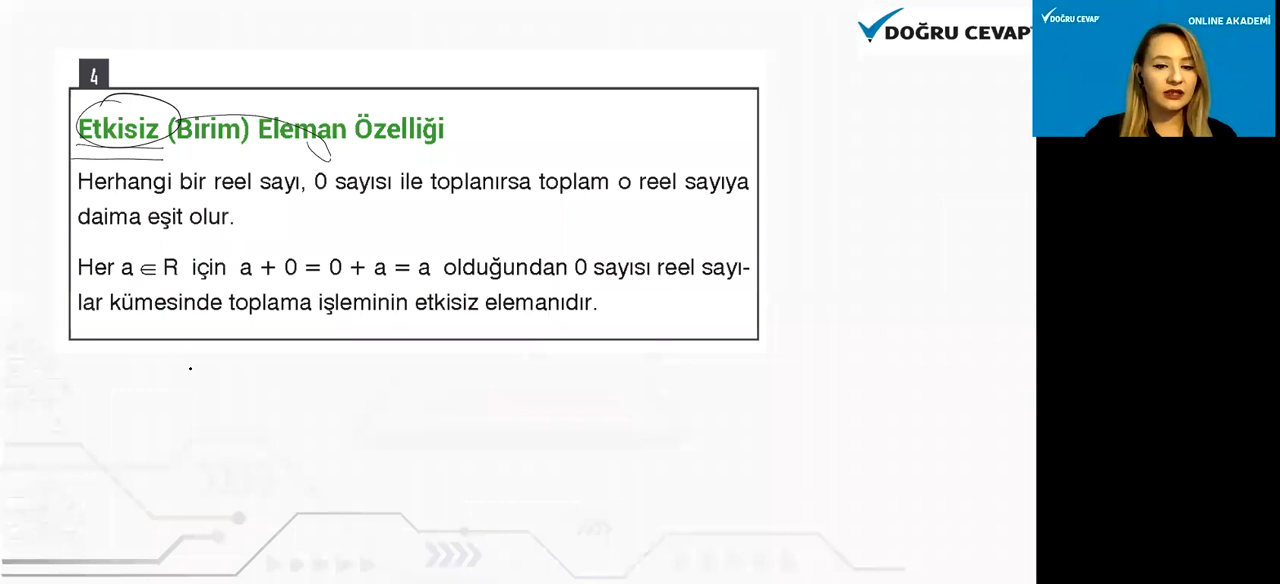 DOĞRU CEVAP
DOĞRU CEVAP
ONLINE AKADEMİ
4
Etkisiz (Birim) Eleman Özelliği
Herhangi bir reel sayı, 0 sayısı ile toplanırsa toplam o reel sayıya
daima eşit olur.
Her a ∈ R için a + 0 = 0 + a = a olduğundan 0 sayısı reel sayı-
lar kümesinde toplama işleminin etkisiz elemanıdır.